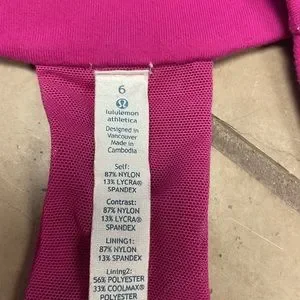 6
lululemon
athletica
Designed in
Vancouver
Made in
Cambodia
Self:
87% NYLON
13% LYCRA®
SPANDEX
Contrast:
87% NYLON
13% LYCRA®
SPANDEX
LINING1:
87% NYLON
13% SPANDEX
Lining2:
56% POLYESTER
33% COOLMAX®
POLYESTER